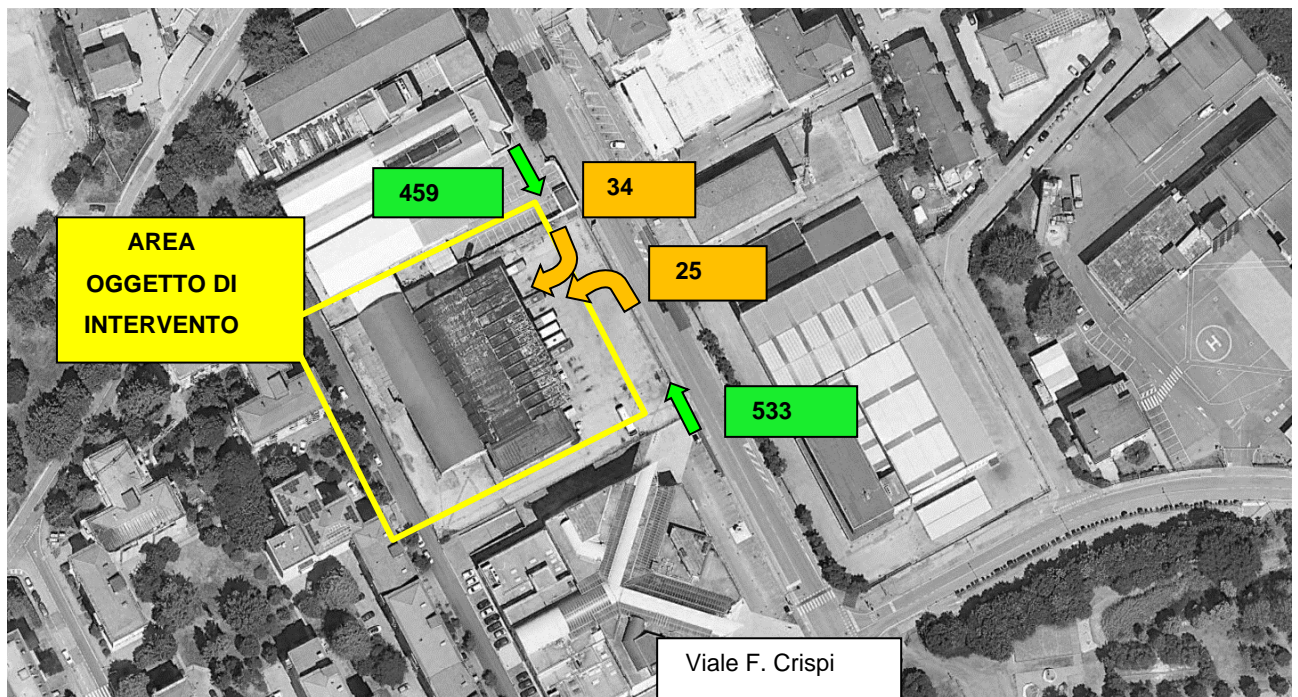 459
34
AREA
OGGETTO DI
INTERVENTO
25
533
H
Viale F. Crispi